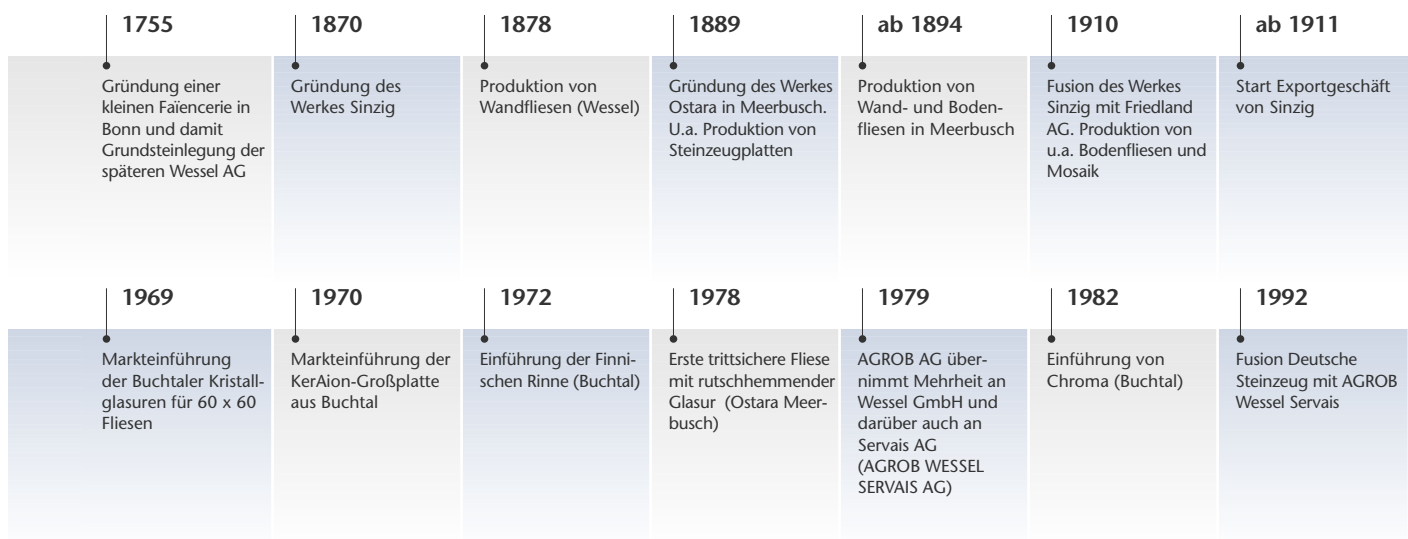 1755
Gründung einer
kleinen Faïencerie in
Bonn und damit
Grundsteinlegung der
späteren Wessel AG
1870
Gründung des
Werkes Sinzig
1878
Produktion von
Wandfliesen (Wessel)
1889
Gründung des Werkes
Ostara in Meerbusch.
U.a. Produktion von
Steinzeugplatten
ab 1894
Produktion von
Wand- und Boden-
fliesen in Meerbusch
1910
Fusion des Werkes
Sinzig mit Friedland
AG. Produktion von
u.a. Bodenfliesen und
Mosaik
ab 1911
Start Exportgeschäft
von Sinzig
1969
Markteinführung
der Buchtaler Kristall-
glasuren für 60 x 60
Fliesen
1970
Markteinführung der
KerAion-Großplatte
aus Buchtal
1972
Einführung der Finni-
schen Rinne (Buchtal)
1978
Erste trittsichere Fliese
mit rutschhemmender
Glasur (Ostara Meer-
busch)
1979
AGROB AG über-
nimmt Mehrheit an
Wessel GmbH und
darüber auch an
Servais AG
(AGROB WESSEL
SERVAIS AG)
1982
Einführung von
Chroma (Buchtal)
1992
Fusion Deutsche
Steinzeug mit AGROB
Wessel Servais